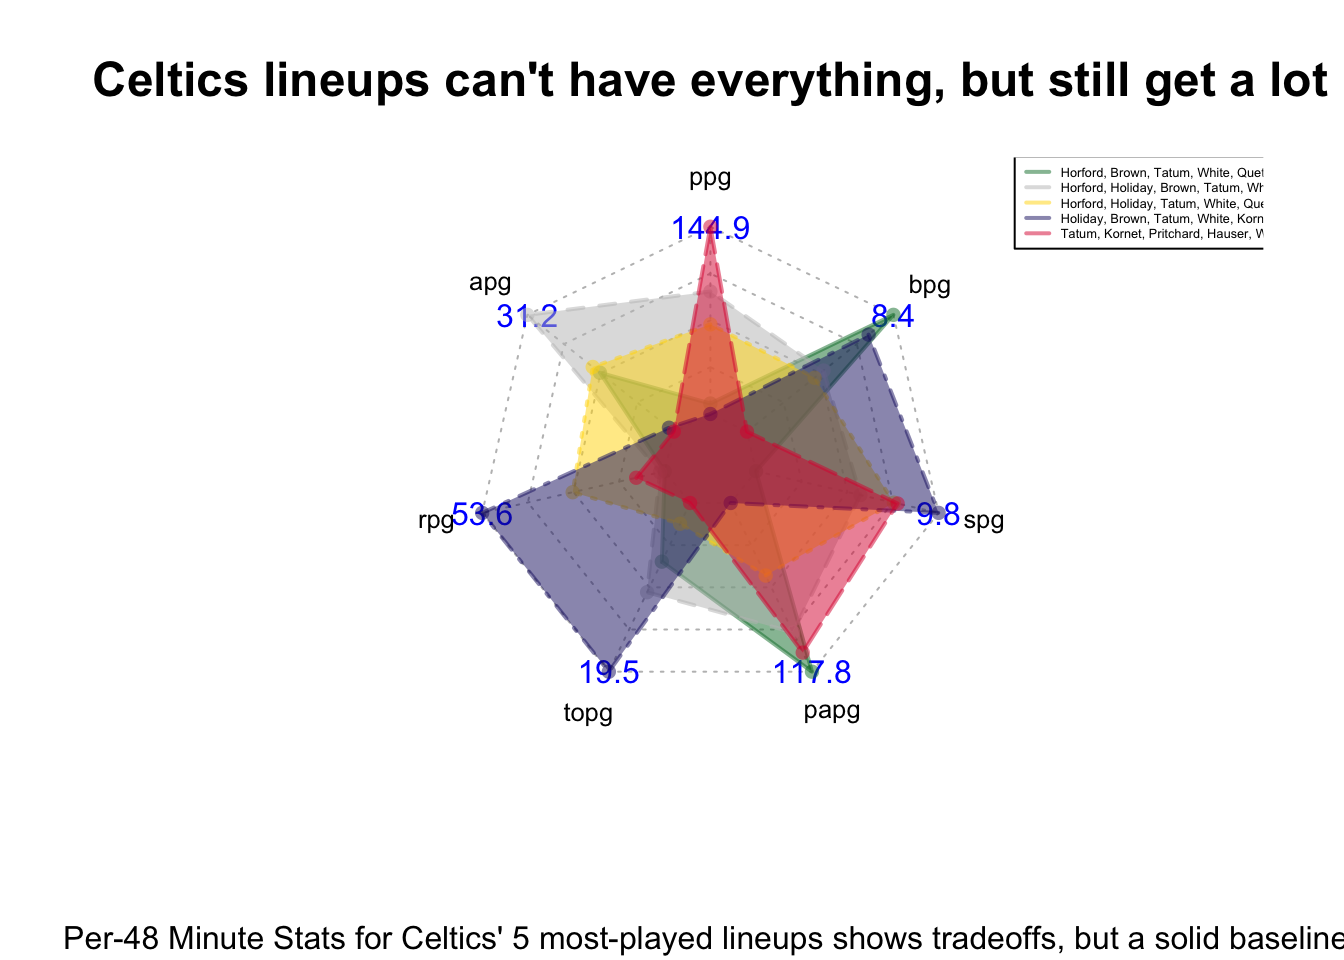 Celtics lineups can't have everything, but still get a lot
ppg
144.9
Horford, Brown, Tatum, White, Quet
Horford, Holiday, Brown, Tatum, Wh
Horford, Holiday, Tatum, White, Que
Holiday, Brown, Tatum, White, Korn
Tatum, Kornet, Pritchard, Hauser, W
apg
31.2
bpg
8.4
rpg
53.6
9.8
spg
19.5
117.8
topg
papg
Per-48 Minute Stats for Celtics' 5 most-played lineups shows tradeoffs, but a solid baseline